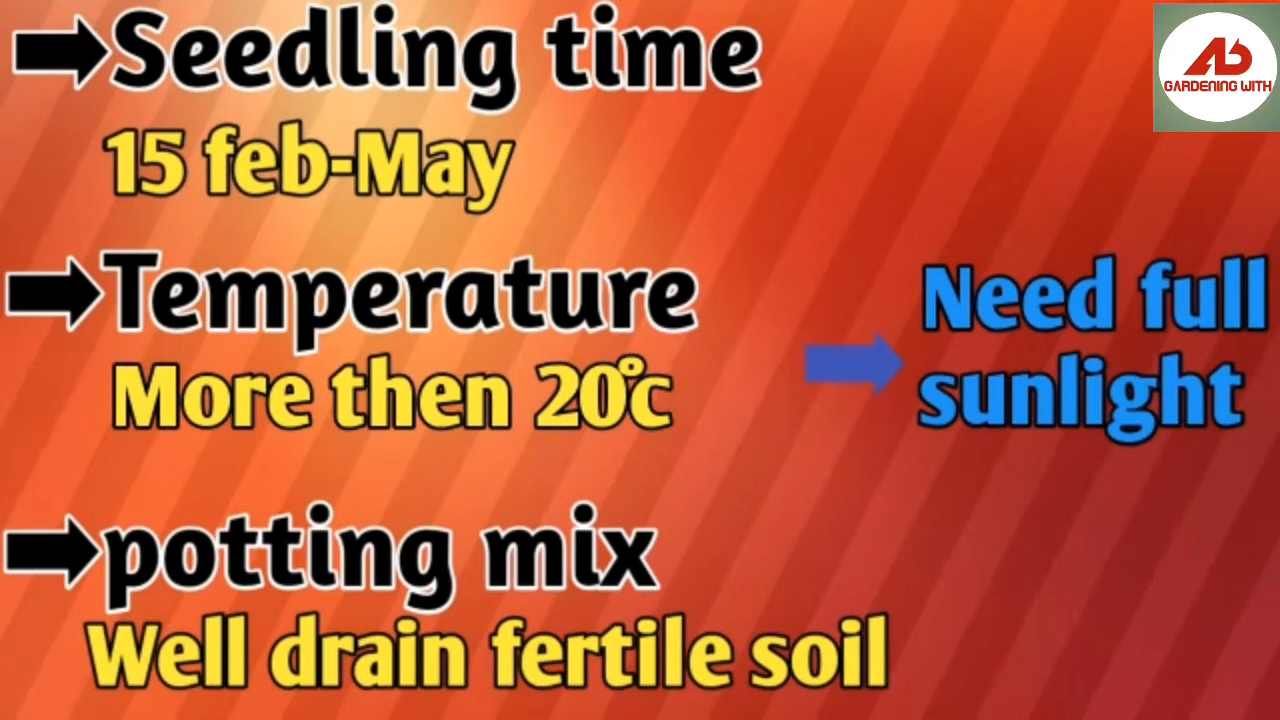 Seedling time
15 feb-May
Temperature
More then 20°c
Need full
sunlight
potting mix
Well drain fertile soil
AB
GARDENING WITH